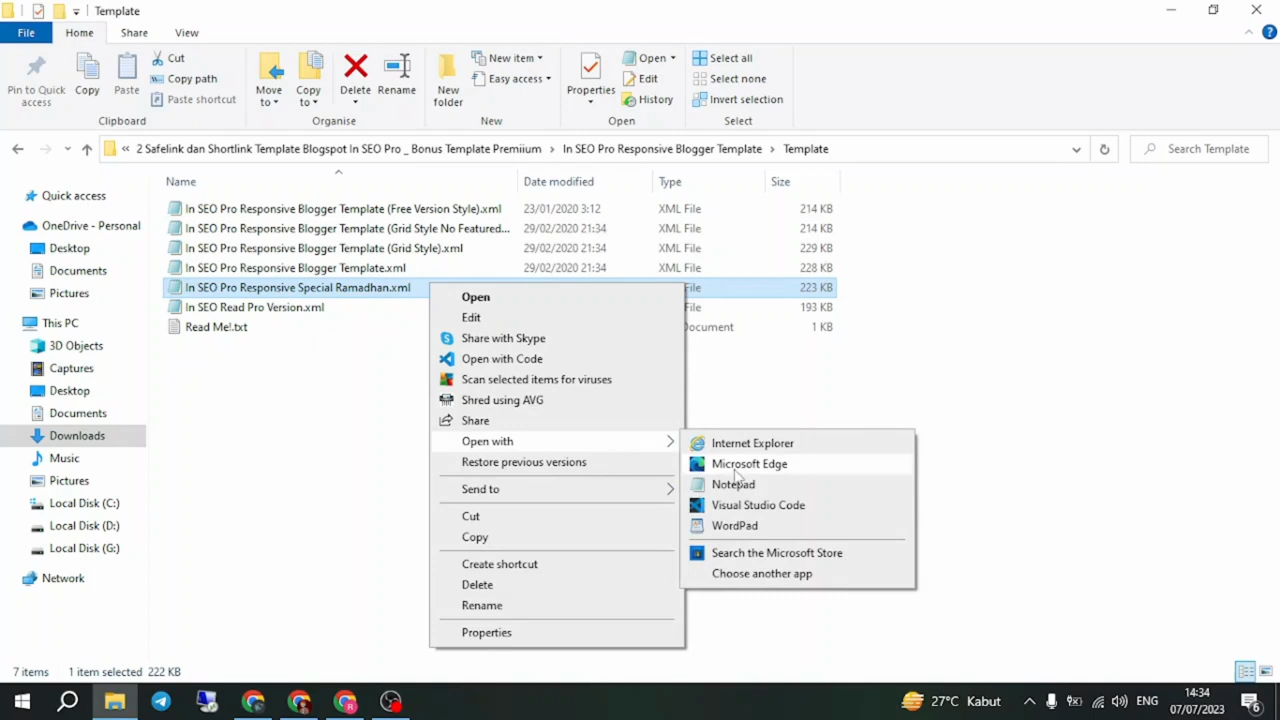 Template
File
Home
Share
View
Pin to Quick access
Copy
Paste
Cut
Copy path
Paste shortcut
Clipboard
Move to
Copy to
Delete
Rename
Organise
New folder
New item
Easy access
New
Properties
Open
Edit
History
Open
Select all
Select none
Invert selection
Select
« 2 Safelink dan Shortlink Template Blogspot In SEO Pro _ Bonus Template Premiium > In SEO Pro Responsive Blogger Template > Template
Search Template
Name Date modified Type Size
In SEO Pro Responsive Blogger Template (Free Version Style).xml 23/01/2020 3:12 XML File 214 KB
In SEO Pro Responsive Blogger Template (Grid Style No Featured... 29/02/2020 21:34 XML File 214 KB
In SEO Pro Responsive Blogger Template (Grid Style).xml 29/02/2020 21:34 XML File 229 KB
In SEO Pro Responsive Blogger Template.xml 29/02/2020 21:34 XML File 228 KB
In SEO Pro Responsive Special Ramadhan.xml File 223 KB
In SEO Read Pro Version.xml File 193 KB
Read Me!.txt Document 1 KB
Quick access
OneDrive - Personal
Desktop
Documents
Pictures
This PC
3D Objects
Captures
Desktop
Documents
Downloads
Music
Pictures
Local Disk (C:)
Local Disk (D:)
Local Disk (G:)
Network
Open
Edit
Share with Skype
Open with Code
Scan selected items for viruses
Shred using AVG
Share
Open with
Restore previous versions
Send to
Cut
Copy
Create shortcut
Delete
Rename
Properties
Internet Explorer
Microsoft Edge
Notepad
Visual Studio Code
WordPad
Search the Microsoft Store
Choose another app
7 items 1 item selected 222 KB
27°C Kabut
ENG
14:34
07/07/2023
6